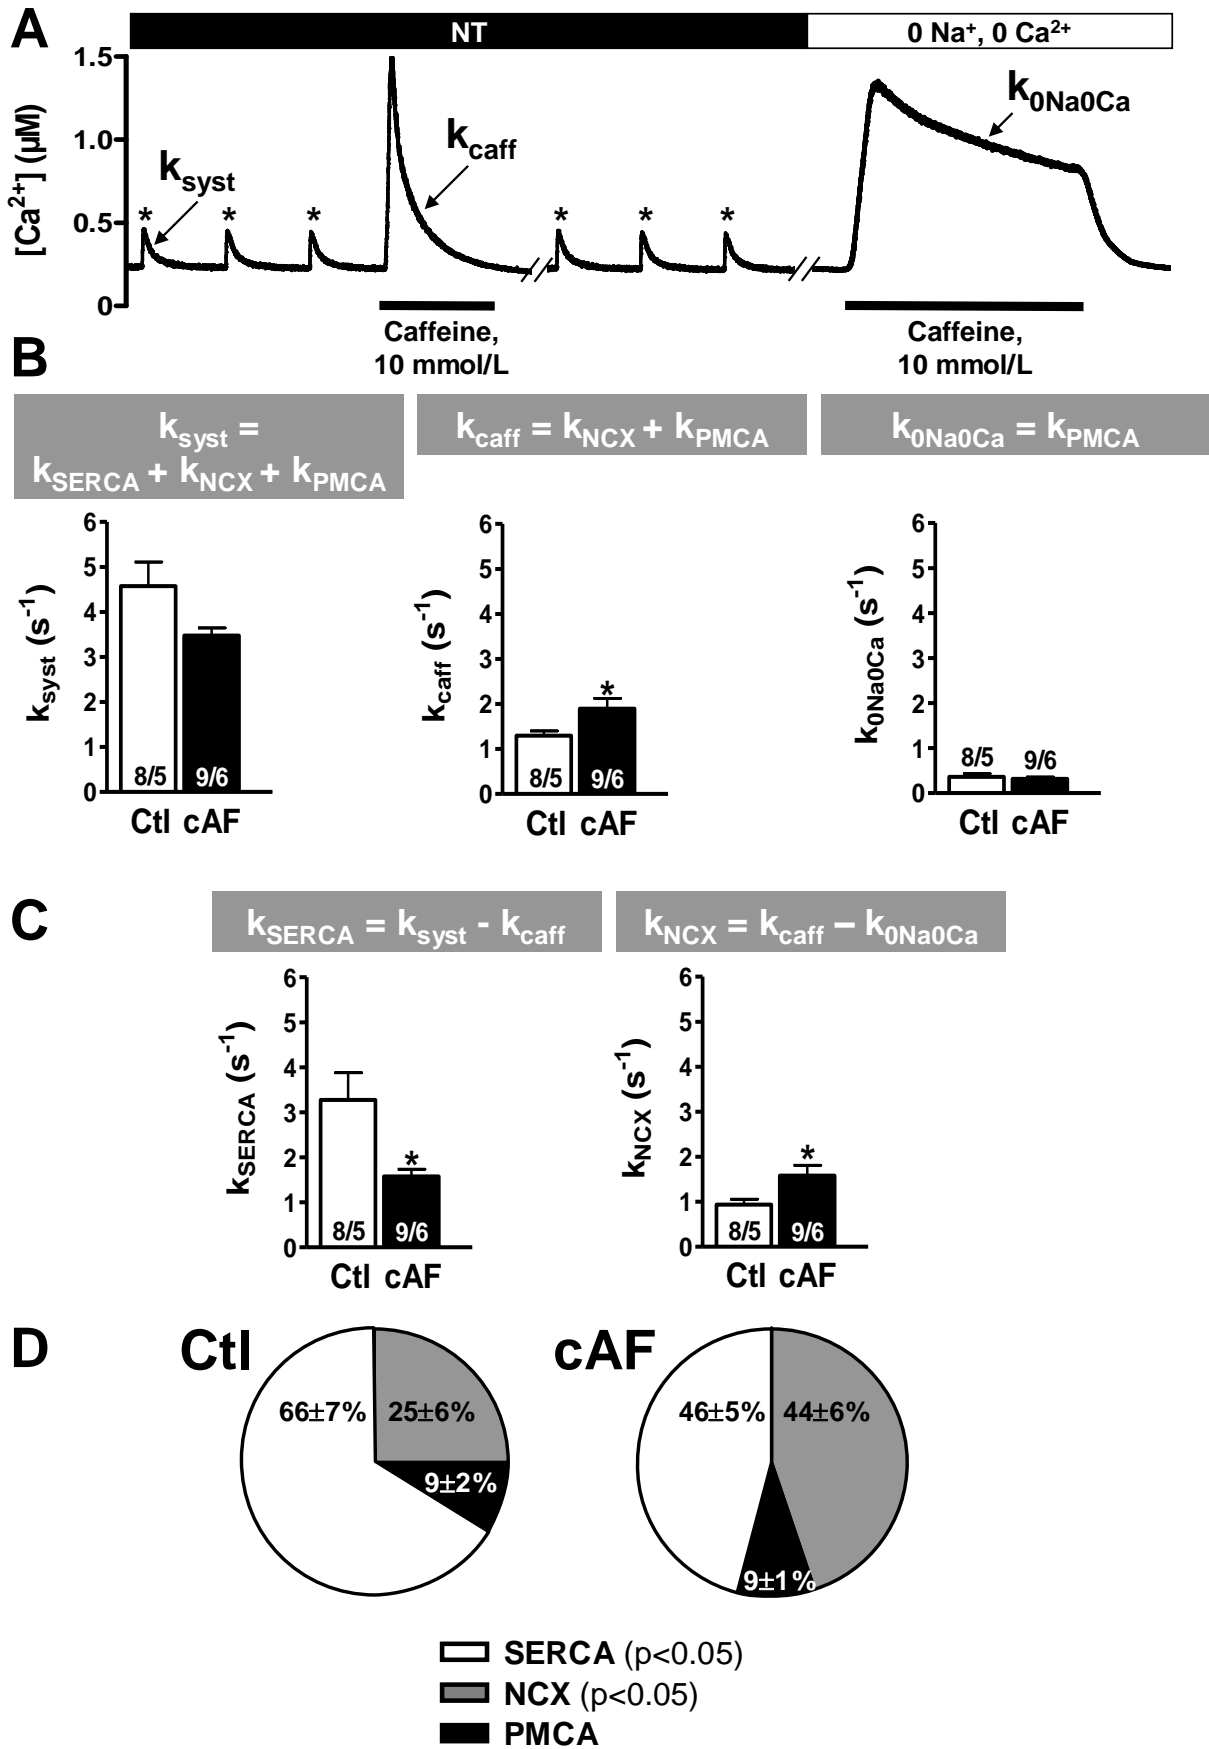 A
NT
0 Na⁺, 0 Ca²⁺
[Ca²⁺] (µM)
1.5
1.0
0.5
0
k_syst
k_caff
k_0Na0Ca
* * * * * *
Caffeine,
10 mmol/L
Caffeine,
10 mmol/L
B
k_syst =
k_SERCA + k_NCX + k_PMCA
k_caff = k_NCX + k_PMCA
k_0Na0Ca = k_PMCA
k_syst (s⁻¹)
6
5
4
3
2
1
0
8/5 9/6
Ctl cAF
k_caff (s⁻¹)
6
5
4
3
2
1
0
*
8/5 9/6
Ctl cAF
k_0Na0Ca (s⁻¹)
6
5
4
3
2
1
0
8/5 9/6
Ctl cAF
C
k_SERCA = k_syst - k_caff
k_NCX = k_caff – k_0Na0Ca
k_SERCA (s⁻¹)
6
5
4
3
2
1
0
*
8/5 9/6
Ctl cAF
k_NCX (s⁻¹)
6
5
4
3
2
1
0
*
8/5 9/6
Ctl cAF
D
Ctl
66±7% 25±6%
9±2%
cAF
46±5% 44±6%
9±1%
SERCA (p<0.05)
NCX (p<0.05)
PMCA